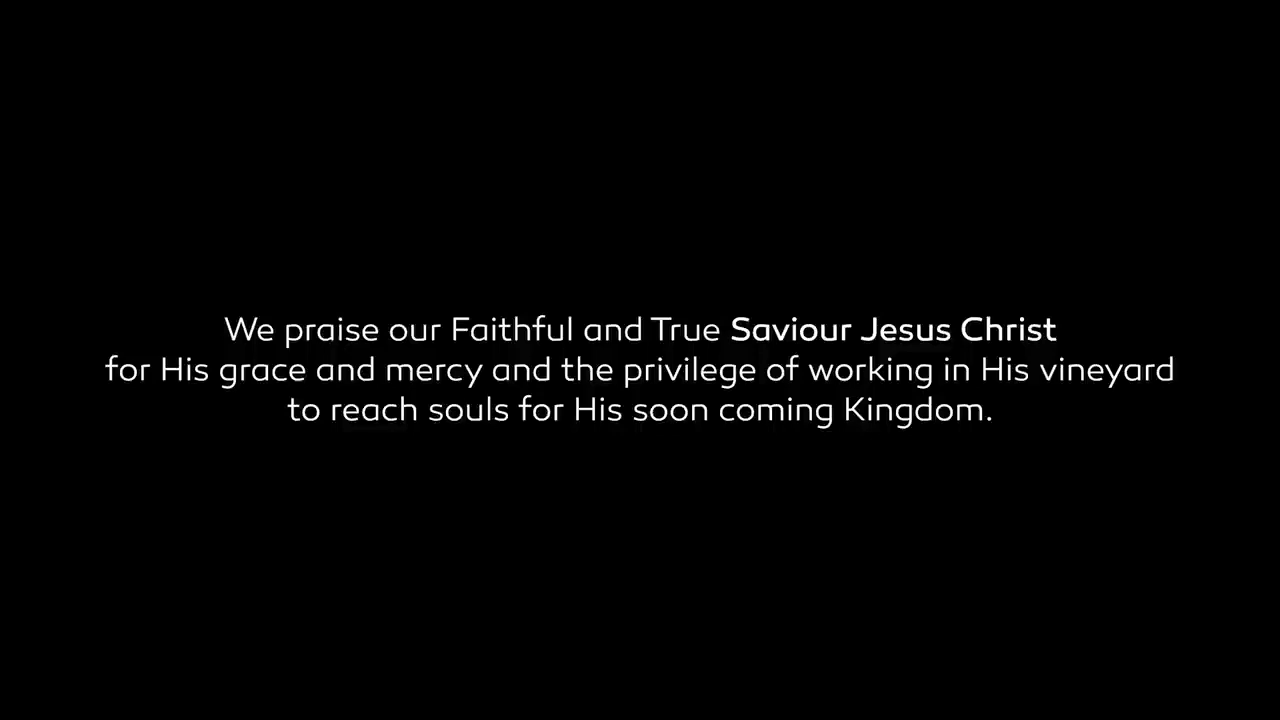 We praise our Faithful and True Saviour Jesus Christ
for His grace and mercy and the privilege of working in His vineyard
to reach souls for His soon coming Kingdom.